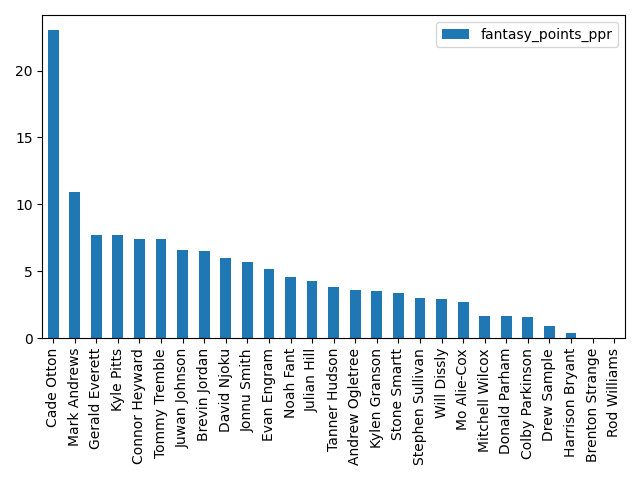 fantasy_points_ppr
20
15
10
5
0
Cade Otton
Mark Andrews
Gerald Everett
Kyle Pitts
Connor Heyward
Tommy Tremble
Juwan Johnson
Brevin Jordan
David Njoku
Jonnu Smith
Evan Engram
Noah Fant
Julian Hill
Tanner Hudson
Andrew Ogletree
Kylen Granson
Stone Smartt
Stephen Sullivan
Will Dissly
Mo Alie-Cox
Mitchell Wilcox
Donald Parham
Colby Parkinson
Drew Sample
Harrison Bryant
Brenton Strange
Rod Williams